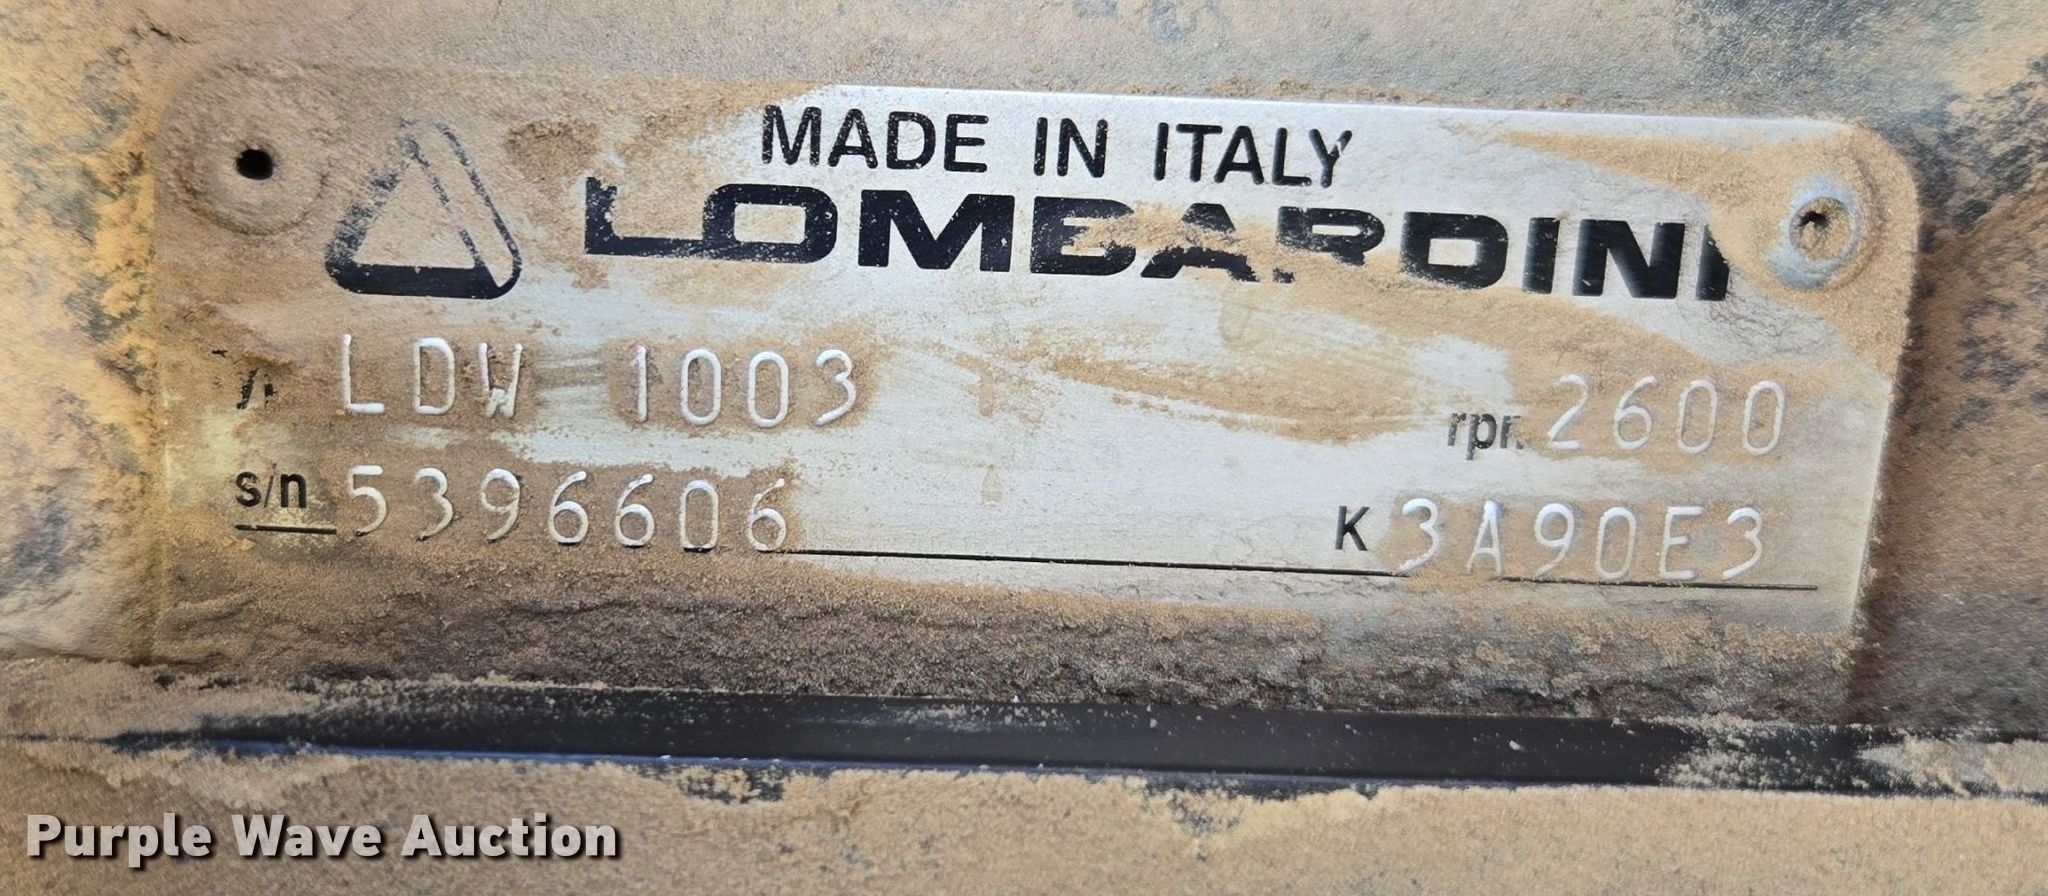 MADE IN ITALY
LOMBARDINI
LDW 1003 rpm 2600
s/n 5396606 K 3A90E3
Purple Wave Auction